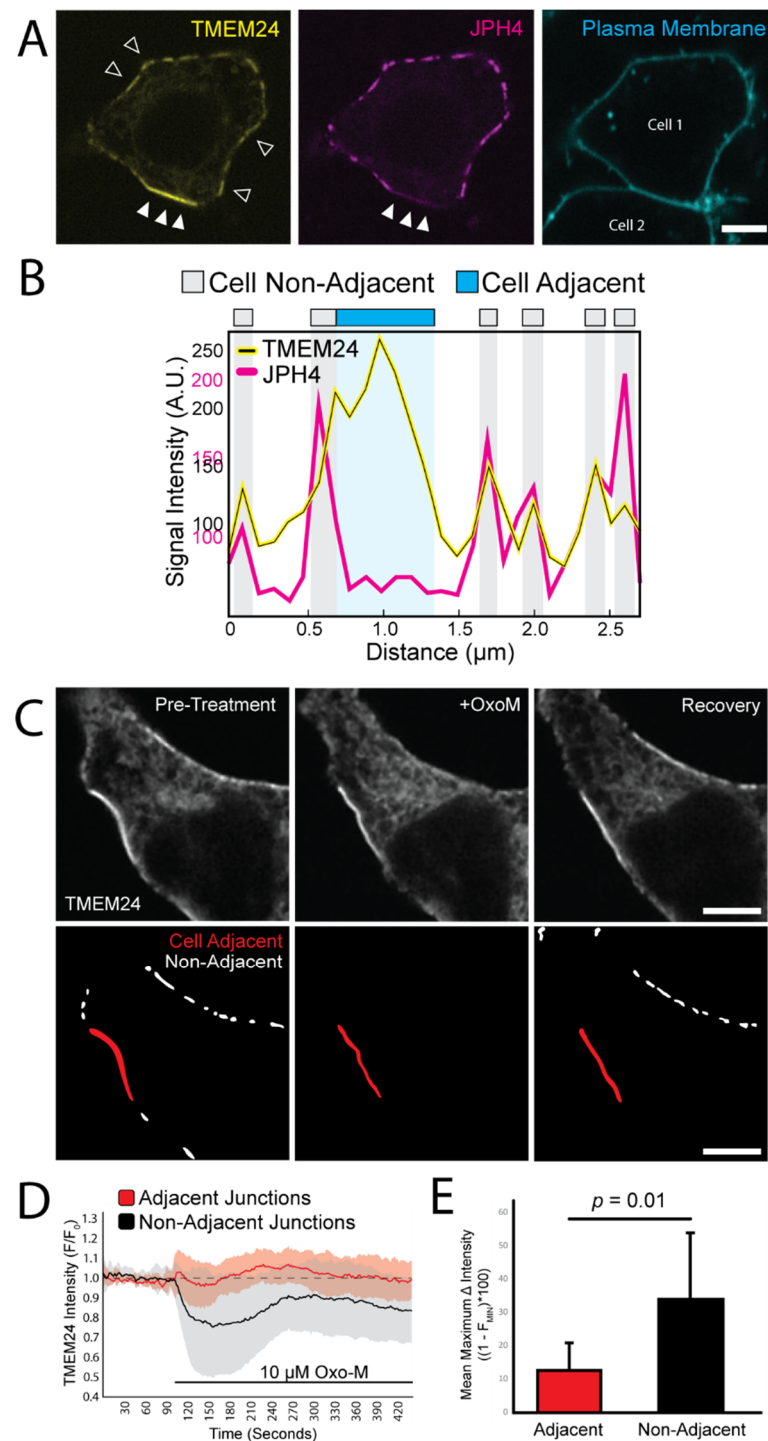 A
TMEM24
JPH4
Plasma Membrane
Cell 1
Cell 2
B
Cell Non-Adjacent
Cell Adjacent
TMEM24
JPH4
Signal Intensity (A.U.)
250
200
200
150
150
100
100
0 0.5 1.0 1.5 2.0 2.5
Distance (µm)
C
Pre-Treatment
+OxoM
Recovery
TMEM24
Cell Adjacent
Non-Adjacent
D
Adjacent Junctions
Non-Adjacent Junctions
TMEM24 Intensity (F/F₀)
1.3
1.2
1.1
1.0
0.9
0.8
0.7
0.6
0.5
0.4
10 µM Oxo-M
30 60 90 120 150 180 210 240 270 300 330 360 390 420
Time (Seconds)
E
p = 0.01
Mean Maximum Δ Intensity
((1 - FMIN)*100)
60
50
40
30
20
10
0
Adjacent
Non-Adjacent